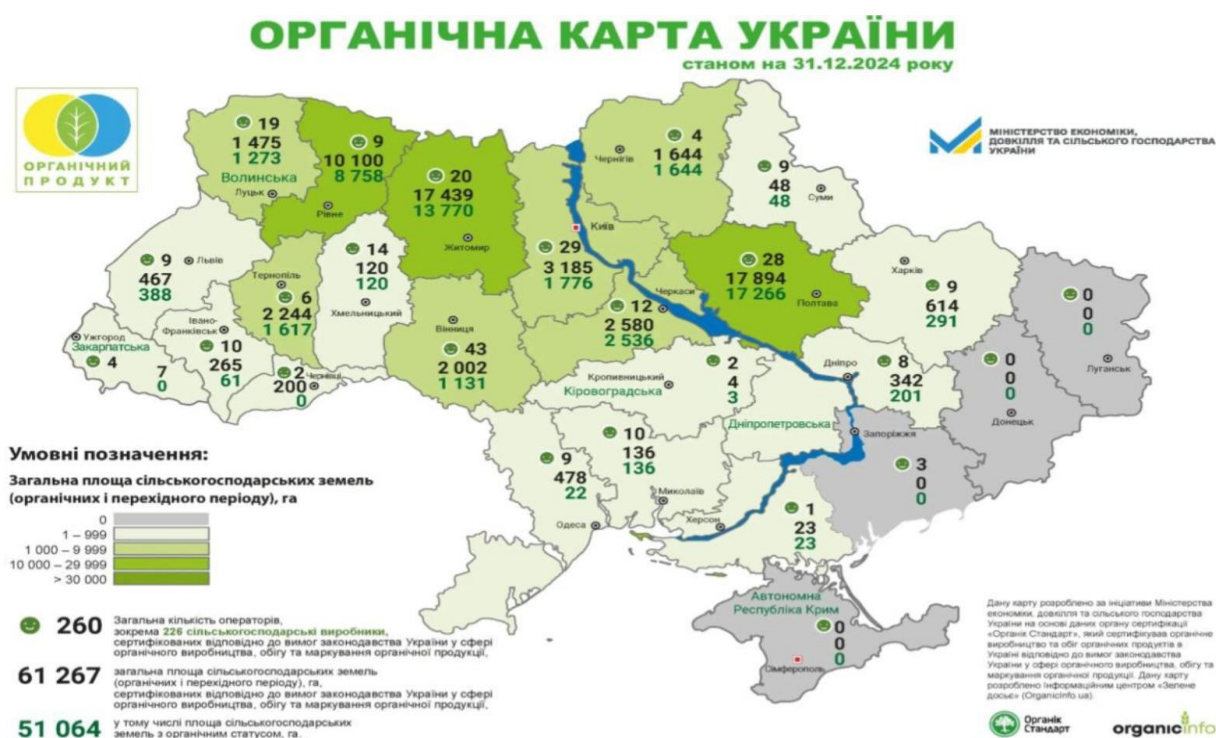 ОРГАНІЧНА КАРТА УКРАЇНИ
станом на 31.12.2024 року
ОРГАНІЧНИЙ
ПРОДУКТ
МІНІСТЕРСТВО ЕКОНОМІКИ,
ДОВКІЛЛЯ ТА СІЛЬСЬКОГО ГОСПОДАРСТВА
УКРАЇНИ
19
1 475
1 273
Волинська
Луцьк
9
10 100
8 758
Рівне
20
17 439
13 770
Житомир
4
Чернігів
1 644
1 644
9
48
48
Суми
Київ
29
3 185
1 776
9
Львів
467
388
14
120
120
Хмельницький
Тернопіль
6
2 244
1 617
28
17 894
17 266
Полтава
Харків
9
614
291
0
0
0
Луганськ
Черкаси
12
2 580
2 536
Вінниця
43
2 002
1 131
Ужгород
Закарпатська
4
7
0
Івано-
Франківськ
10
265
61
2
Чернівці
200
0
2
Кропивницький
4
Кіровоградська
3
Дніпро
8
342
201
0
0
0
Донецьк
Дніпропетровська
Запоріжжя
3
0
0
10
136
136
Миколаїв
9
478
22
Одеса
Херсон
1
23
23
Автономна
Республіка Крим
0
0
0
Сімферополь
Умовні позначення:
Загальна площа сільськогосподарських земель
(органічних і перехідного періоду), га
0
1 – 999
1 000 – 9 999
10 000 – 29 999
> 30 000
260
Загальна кількість операторів,
зокрема 226 сільськогосподарські виробники,
сертифікованих відповідно до вимог законодавства України у сфері
органічного виробництва, обігу та маркування органічної продукції,
61 267
загальна площа сільськогосподарських земель
(органічних і перехідного періоду), га,
сертифікованих відповідно до вимог законодавства України у сфері
органічного виробництва, обігу та маркування органічної продукції,
51 064
у тому числі площа сільськогосподарських
земель з органічним статусом, га.
Дану карту розроблено за ініціативи Міністерства
економіки, довкілля та сільського господарства
України на основі даних органу сертифікації
«Органік Стандарт», який сертифікував органічне
виробництво та обіг органічних продуктів в
Україні відповідно до вимог законодавства
України у сфері органічного виробництва, обігу та
маркування органічної продукції. Дану карту
розроблено Інформаційним центром «Зелене
досьє» (OrganicInfo.ua).
Органік
Стандарт
organicinfo